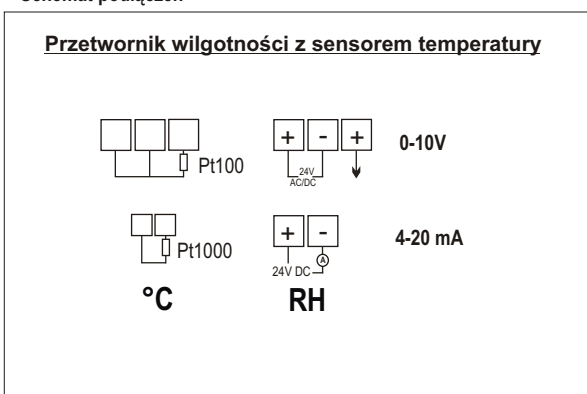 Przetwornik wilgotności z sensorem temperatury
+ - + 0-10V
Pt100
24V
AC/DC
+ - 4-20 mA
Pt1000
A
24V DC
°C RH